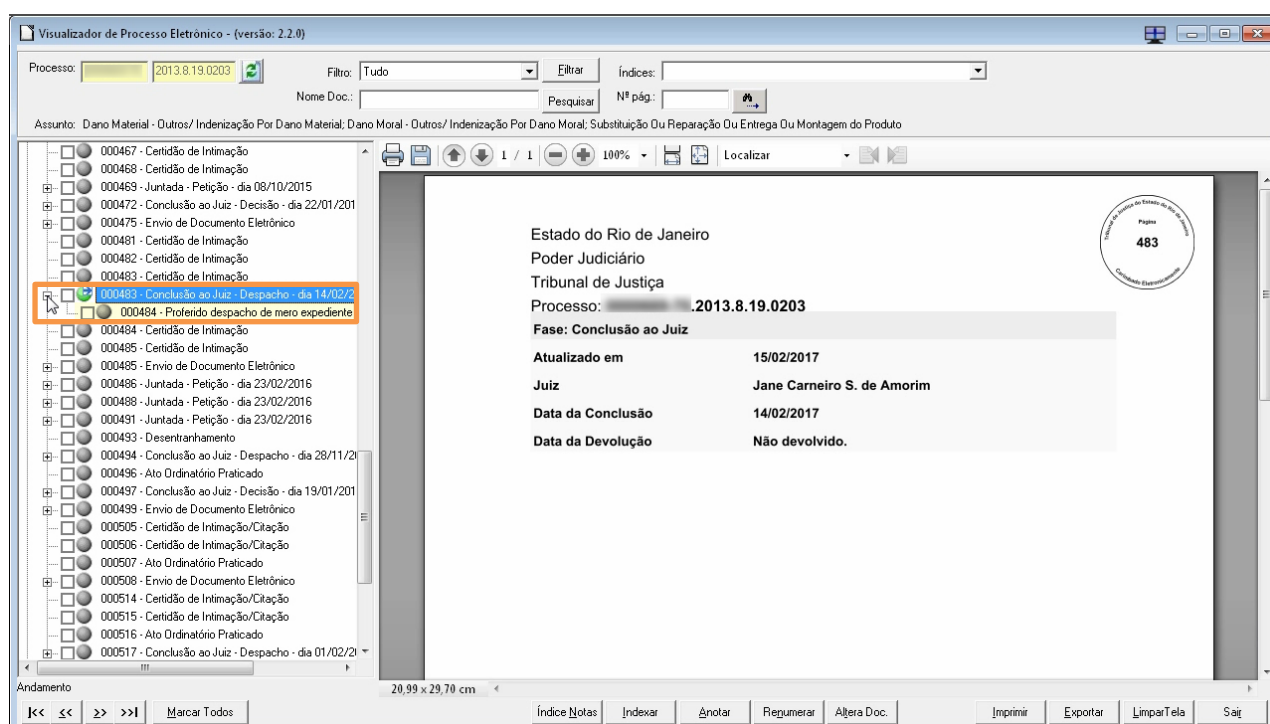 Visualizador de Processo Eletrônico - (versão: 2.2.0)
Processo: 2013.8.19.0203 Filtro: Tudo Filtrar Índices:
Nome Doc.: Pesquisar Nª pág.:
Assunto: Dano Material - Outros/ Indenização Por Dano Material; Dano Moral - Outros/ Indenização Por Dano Moral; Substituição Ou Reparação Ou Entrega Ou Montagem do Produto
1 / 1 100% Localizar
000467 - Certidão de Intimação
000468 - Certidão de Intimação
000469 - Juntada - Petição - dia 08/10/2015
000472 - Conclusão ao Juiz - Decisão - dia 22/01/201
000475 - Envio de Documento Eletrônico
000481 - Certidão de Intimação
000482 - Certidão de Intimação
000483 - Certidão de Intimação
000483 - Conclusão ao Juiz - Despacho - dia 14/02/2
000484 - Proferido despacho de mero expediente
000484 - Certidão de Intimação
000485 - Certidão de Intimação
000485 - Envio de Documento Eletrônico
000486 - Juntada - Petição - dia 23/02/2016
000488 - Juntada - Petição - dia 23/02/2016
000491 - Juntada - Petição - dia 23/02/2016
000493 - Desentranhamento
000494 - Conclusão ao Juiz - Despacho - dia 28/11/2
000496 - Ato Ordinatório Praticado
000497 - Conclusão ao Juiz - Decisão - dia 19/01/201
000499 - Envio de Documento Eletrônico
000505 - Certidão de Intimação/Citação
000506 - Certidão de Intimação/Citação
000507 - Ato Ordinatório Praticado
000508 - Envio de Documento Eletrônico
000514 - Certidão de Intimação/Citação
000515 - Certidão de Intimação/Citação
000516 - Ato Ordinatório Praticado
000517 - Conclusão ao Juiz - Despacho - dia 01/02/2
Tribunal de Justiça do Estado do Rio de Janeiro
Página
483
Carimbado Eletronicamente
Estado do Rio de Janeiro
Poder Judiciário
Tribunal de Justiça
Processo: .2013.8.19.0203
Fase: Conclusão ao Juiz
Atualizado em 15/02/2017
Juiz Jane Carneiro S. de Amorim
Data da Conclusão 14/02/2017
Data da Devolução Não devolvido.
Andamento
20,99 x 29,70 cm
|<< << >> >>| Marcar Todos Índice Notas Indexar Anotar Renumerar Altera Doc. Imprimir Exportar LimparTela Sair